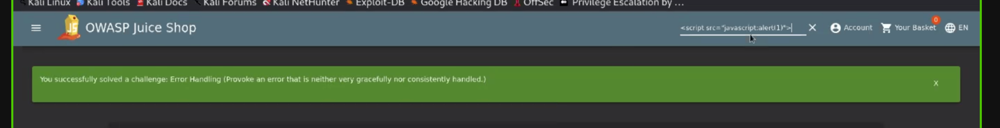 Kali Linux Kali Tools Kali Docs Kali Forums Kali NetHunter Exploit-DB Google Hacking DB OffSec Privilege Escalation by ...
JS OWASP Juice Shop <script src="javascript:alert(1)"> X Account Your Basket 0 EN
You successfully solved a challenge: Error Handling (Provoke an error that is neither very gracefully nor consistently handled.) X